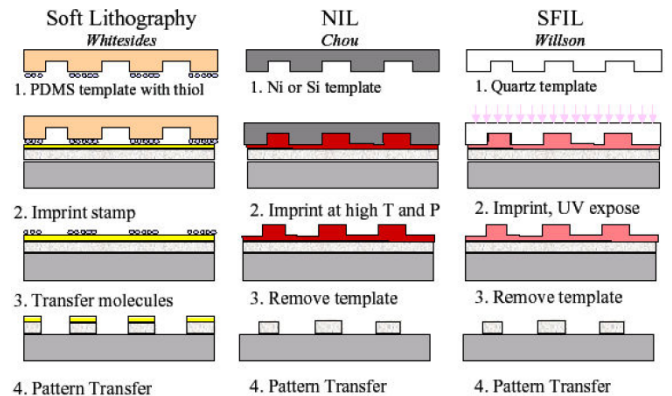 Soft Lithography
Whitesides
1. PDMS template with thiol
2. Imprint stamp
3. Transfer molecules
4. Pattern Transfer
NIL
Chou
1. Ni or Si template
2. Imprint at high T and P
3. Remove template
4. Pattern Transfer
SFIL
Willson
1. Quartz template
2. Imprint, UV expose
3. Remove template
4. Pattern Transfer